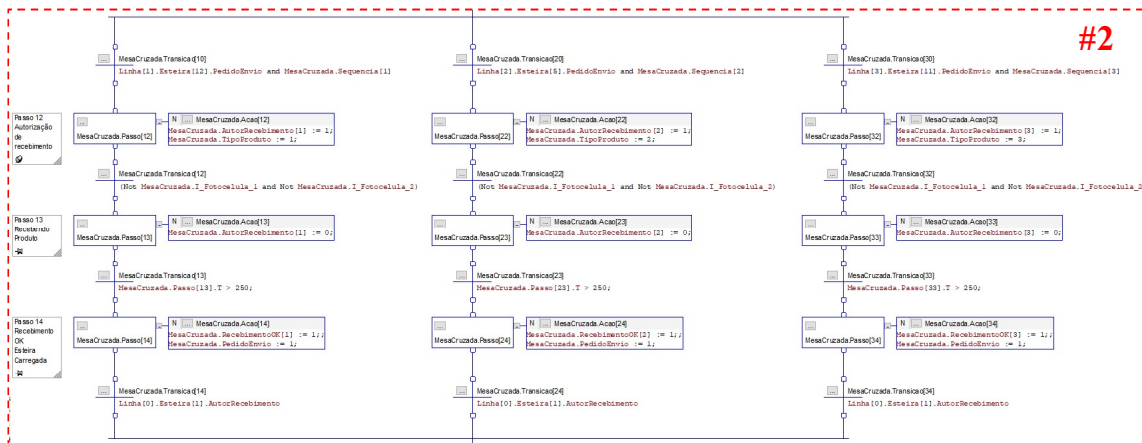 #2
MesaCruzada.Transicao[10]
Linha[1].Esteira[12].PedidoEnvio and MesaCruzada.Sequencia[1]
MesaCruzada.Transicao[20]
Linha[2].Esteira[5].PedidoEnvio and MesaCruzada.Sequencia[2]
MesaCruzada.Transicao[30]
Linha[3].Esteira[11].PedidoEnvio and MesaCruzada.Sequencia[3]
Passo 12
Autorização
de
recebimento
MesaCruzada.Passo[12]
N ... MesaCruzada.Acao[12]
MesaCruzada.AutorRecebimento[1] := 1;
MesaCruzada.TipoProduto := 1;
MesaCruzada.Passo[22]
N ... MesaCruzada.Acao[22]
MesaCruzada.AutorRecebimento[2] := 1;
MesaCruzada.TipoProduto := 2;
MesaCruzada.Passo[32]
N ... MesaCruzada.Acao[32]
MesaCruzada.AutorRecebimento[3] := 1;
MesaCruzada.TipoProduto := 3;
MesaCruzada.Transicao[12]
(Not MesaCruzada.I_Fotocelula_1 and Not MesaCruzada.I_Fotocelula_2)
MesaCruzada.Transicao[22]
(Not MesaCruzada.I_Fotocelula_1 and Not MesaCruzada.I_Fotocelula_2)
MesaCruzada.Transicao[32]
(Not MesaCruzada.I_Fotocelula_1 and Not MesaCruzada.I_Fotocelula_2
Passo 13
Recebendo
Produto
MesaCruzada.Passo[13]
N ... MesaCruzada.Acao[13]
MesaCruzada.AutorRecebimento[1] := 0;
MesaCruzada.Passo[23]
N ... MesaCruzada.Acao[23]
MesaCruzada.AutorRecebimento[2] := 0;
MesaCruzada.Passo[33]
N ... MesaCruzada.Acao[33]
MesaCruzada.AutorRecebimento[3] := 0;
MesaCruzada.Transicao[13]
MesaCruzada.Passo[13].T > 250;
MesaCruzada.Transicao[23]
MesaCruzada.Passo[23].T > 250;
MesaCruzada.Transicao[33]
MesaCruzada.Passo[33].T > 250;
Passo 14
Recebimento
OK
Esteira
Carregada
MesaCruzada.Passo[14]
N ... MesaCruzada.Acao[14]
MesaCruzada.RecebimentoOK[1] := 1;;
MesaCruzada.PedidoEnvio := 1;
MesaCruzada.Passo[24]
N ... MesaCruzada.Acao[24]
MesaCruzada.RecebimentoOK[2] := 1;;
MesaCruzada.PedidoEnvio := 1;
MesaCruzada.Passo[34]
N ... MesaCruzada.Acao[34]
MesaCruzada.RecebimentoOK[3] := 1;;
MesaCruzada.PedidoEnvio := 1;
MesaCruzada.Transicao[14]
Linha[0].Esteira[1].AutorRecebimento
MesaCruzada.Transicao[24]
Linha[0].Esteira[1].AutorRecebimento
MesaCruzada.Transicao[34]
Linha[0].Esteira[1].AutorRecebimento